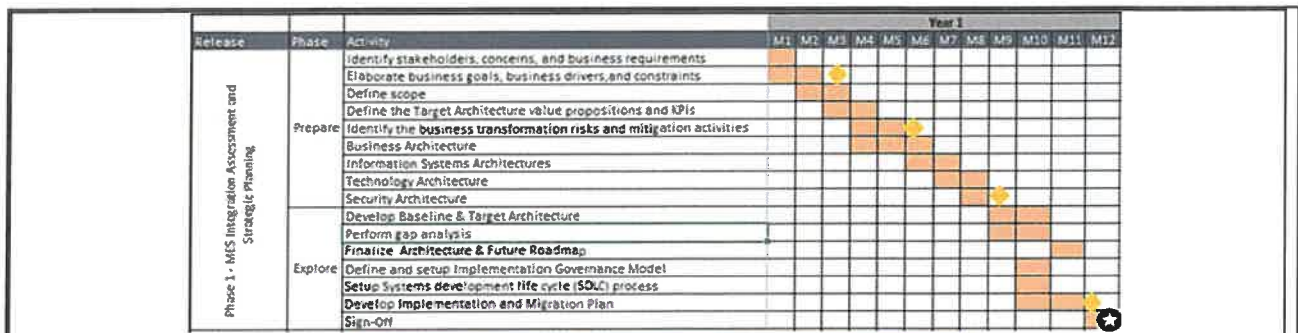 Year 1
Release Phase Activity M1 M2 M3 M4 M5 M6 M7 M8 M9 M10 M11 M12
Phase 1 - MES Integration Assessment and
Strategic Planning
Prepare
Identify stakeholders, concerns, and business requirements
Elaborate business goals, business drivers,and constraints
Define scope
Define the Target Architecture value propositions and KPIs
Identify the business transformation risks and mitigation activities
Business Architecture
Information Systems Architectures
Technology Architecture
Security Architecture
Explore
Develop Baseline & Target Architecture
Perform gap analysis
Finalize Architecture & Future Roadmap
Define and setup Implementation Governance Model
Setup Systems development life cycle (SDLC) process
Develop Implementation and Migration Plan
Sign-Off